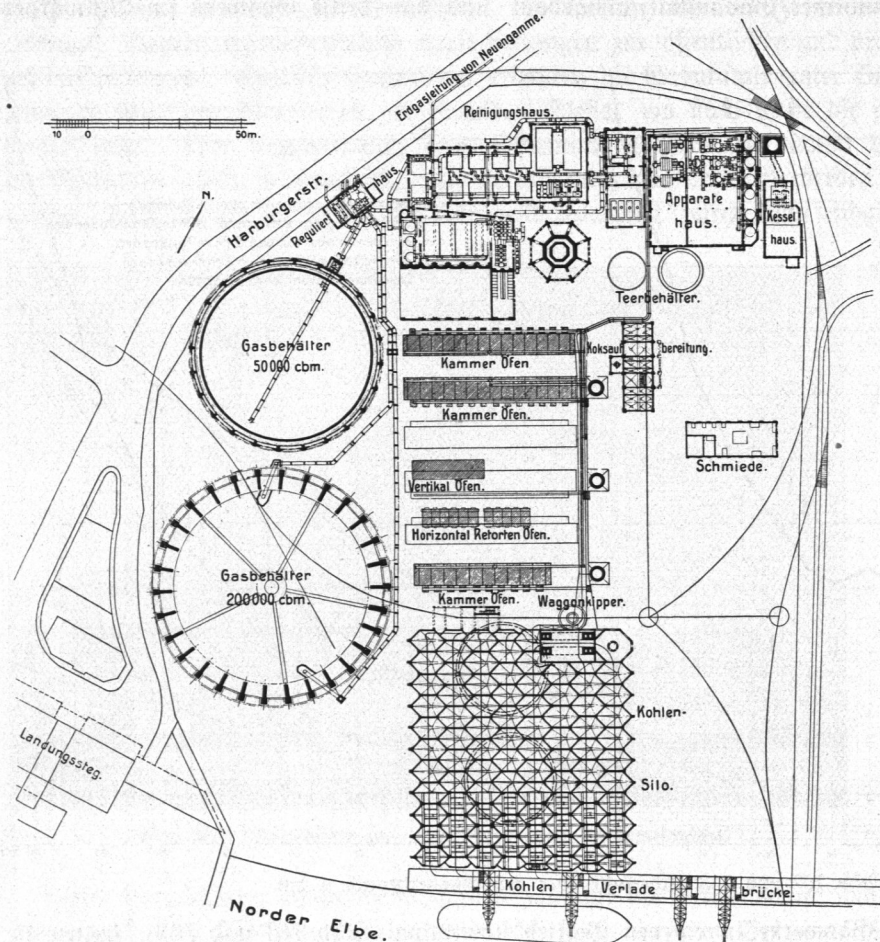 Erdgasleitung von Neuengamme.
Reinigungshaus.
10 0 50m.
Harburgerstr.
N.
Regulier haus.
Apparate
haus.
Kessel
haus.
Teerbehälter.
Gasbehälter
50000 cbm.
Kammer Öfen
Koksauf bereitung.
Kammer Öfen.
Schmiede.
Vertikal Öfen.
Horizontal Retorten Öfen.
Gasbehälter
200000 cbm.
Kammer Öfen.
Waggonkipper.
Kohlen-
Silo.
Landungssteg.
Kohlen Verlade brücke.
Norder Elbe.